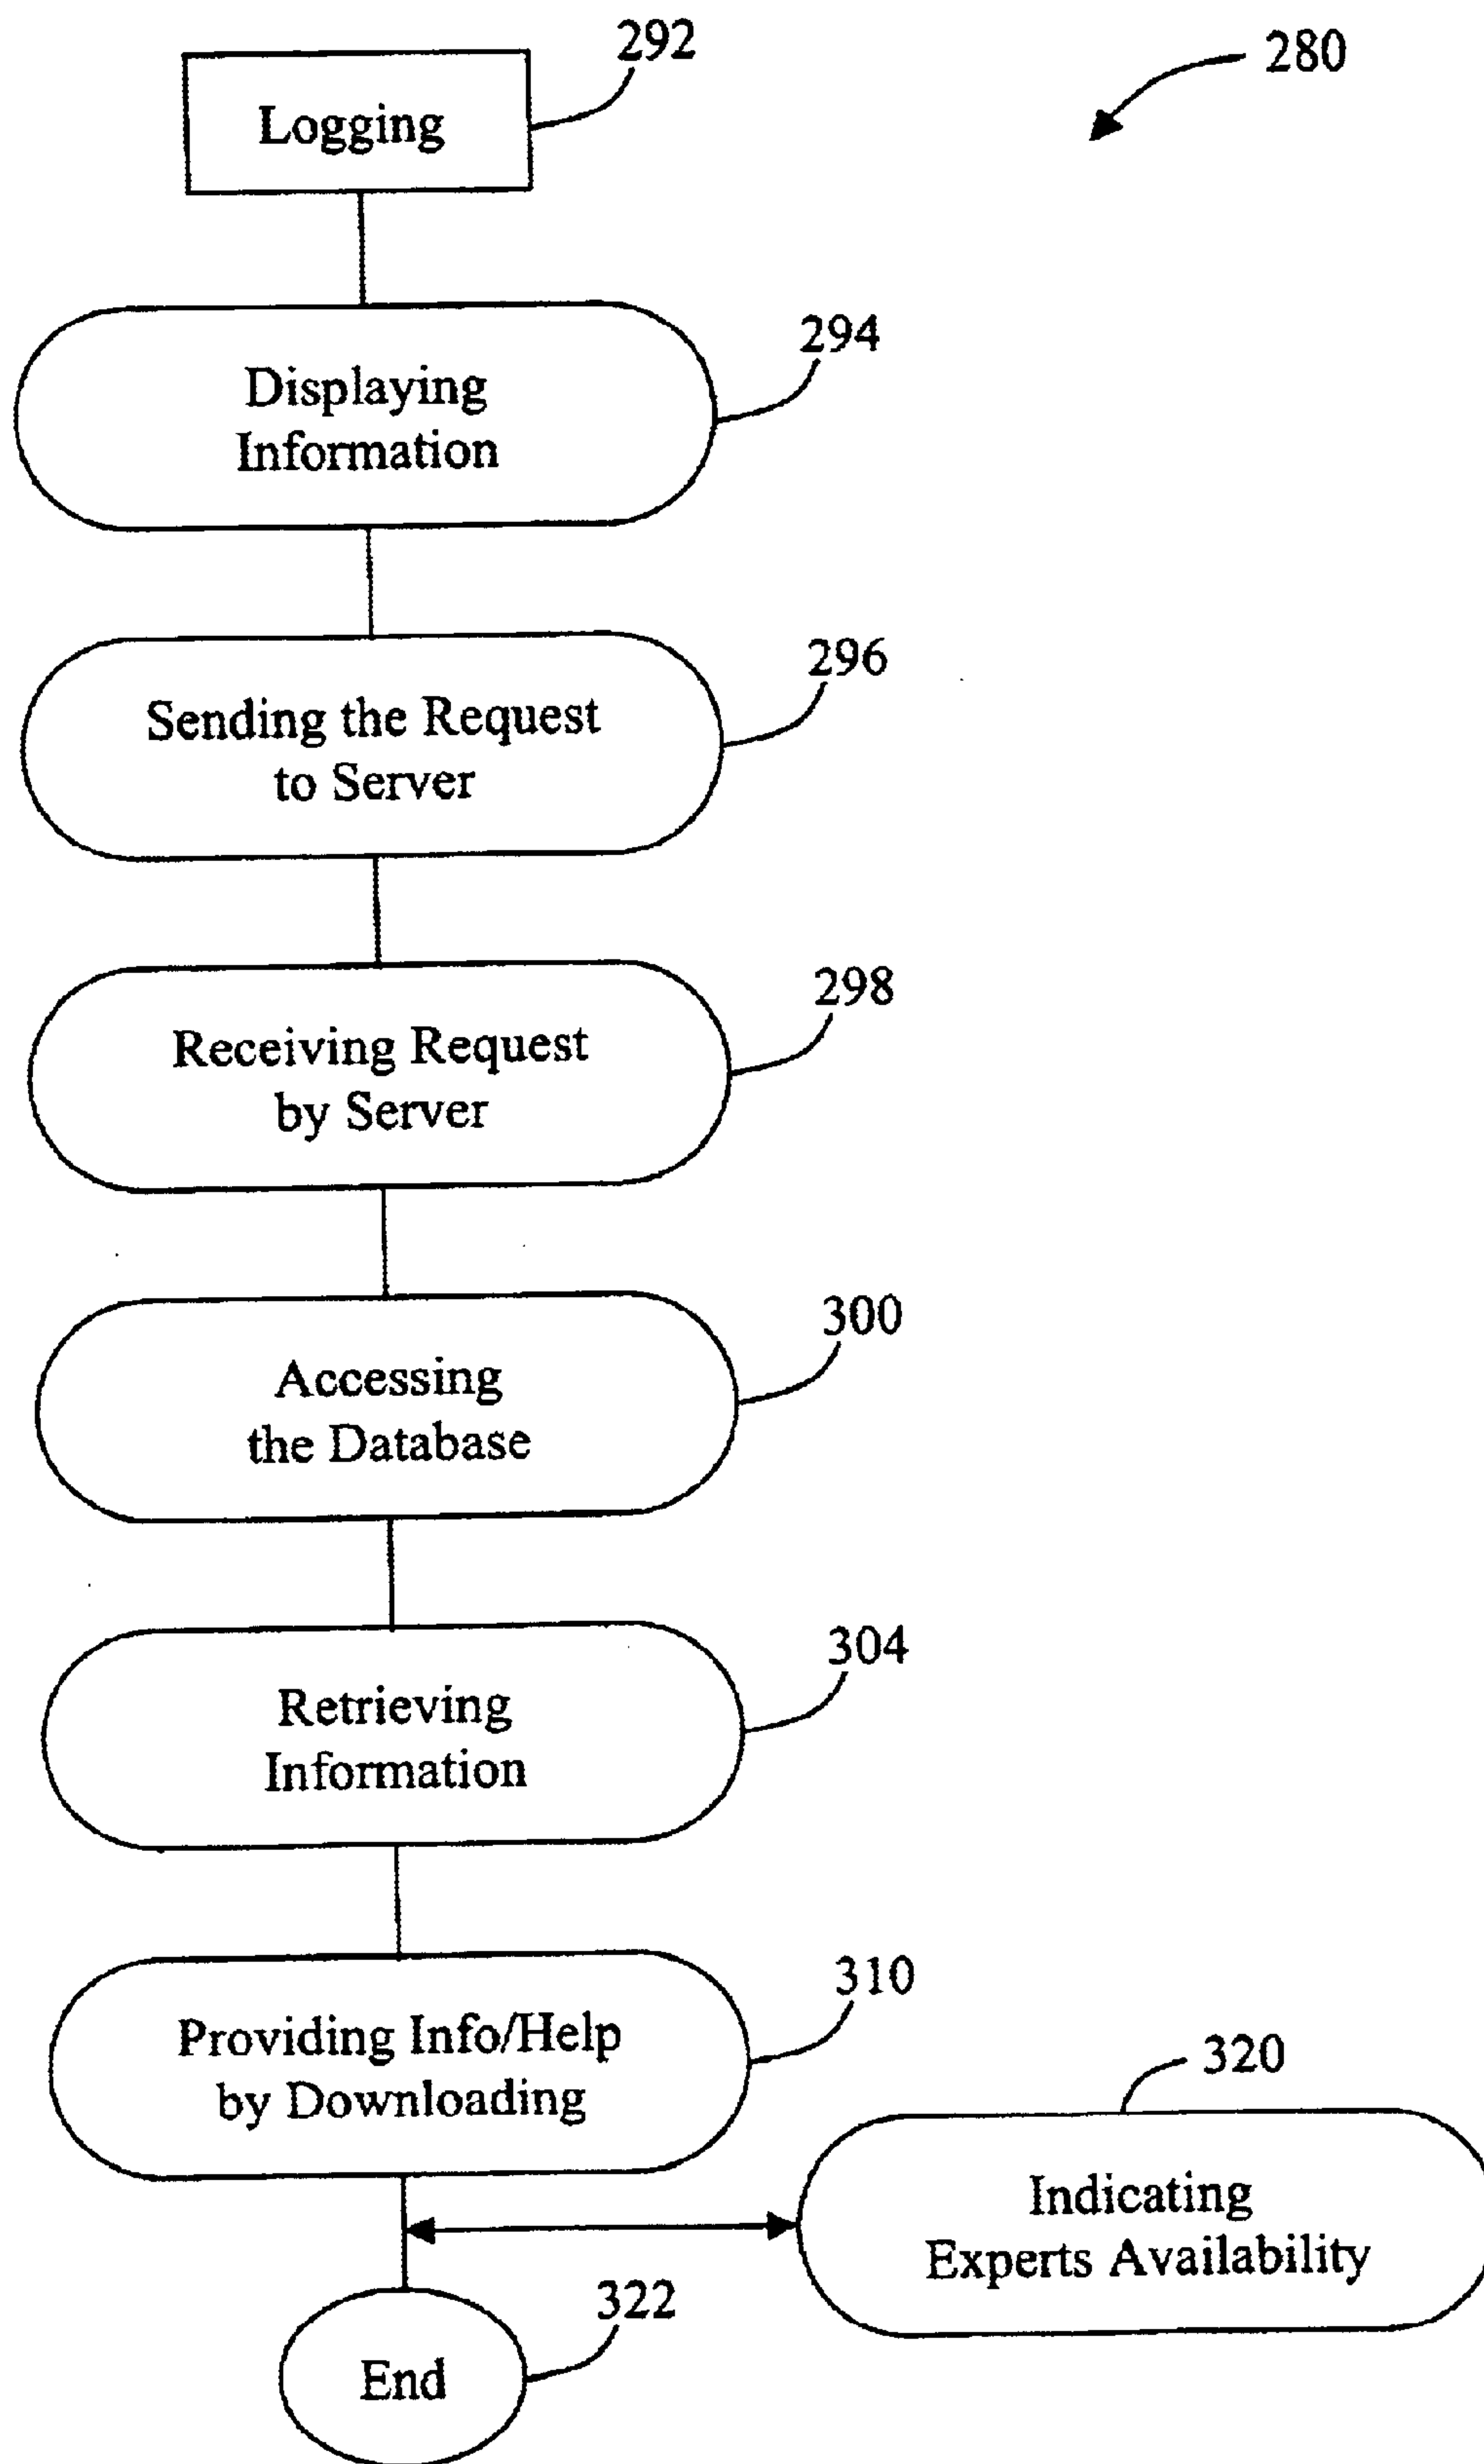 292
280
Logging
294
Displaying
Information
296
Sending the Request
to Server
298
Receiving Request
by Server
300
Accessing
the Database
304
Retrieving
Information
310
Providing Info/Help
by Downloading
320
Indicating
Experts Availability
322
End